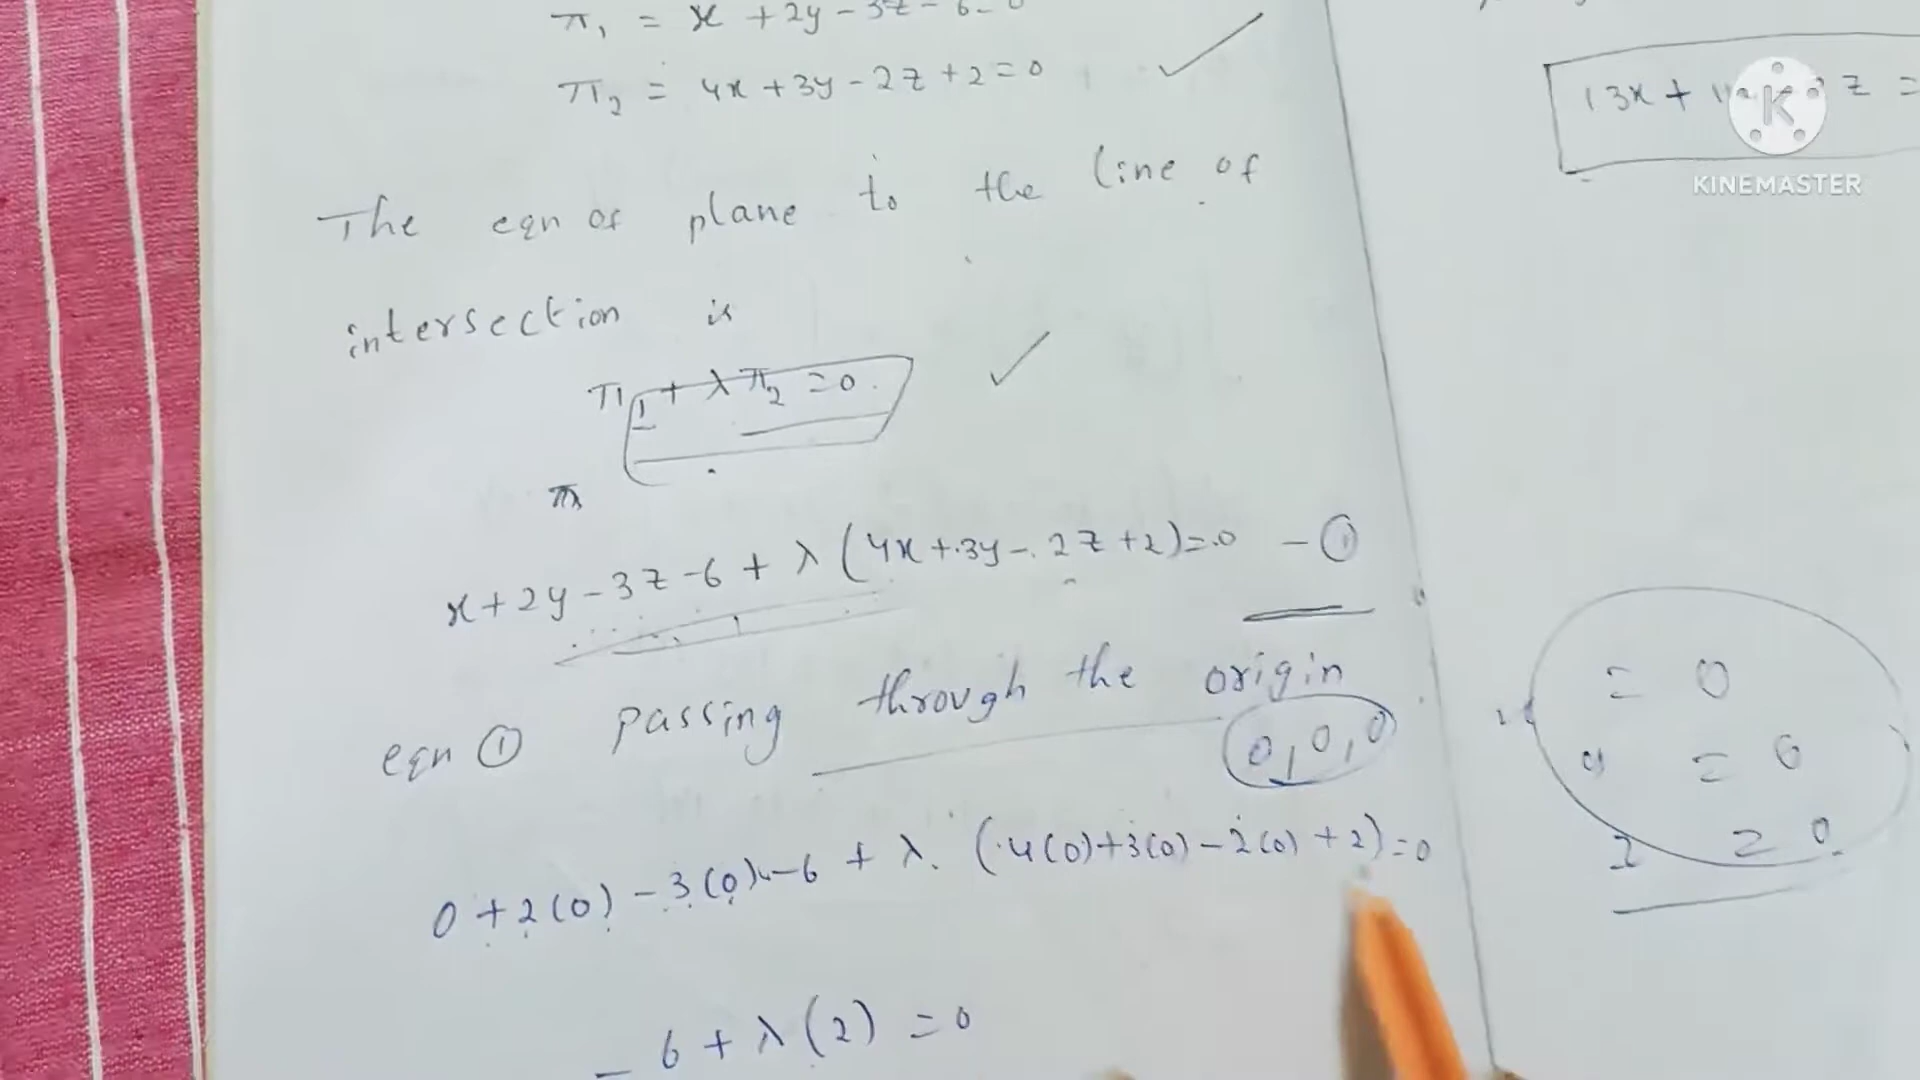 π₁ = x + 2y - 3z - 6 = 0
π₂ = 4x + 3y - 2z + 2 = 0
The eqn of plane to the line of
intersection is
π₁ + λ π₂ = 0.
x + 2y - 3z - 6 + λ (4x + 3y - 2z + 2) = 0 - ①
eqn ① passing through the origin
0, 0, 0
0 + 2(0) - 3(0) - 6 + λ. (4(0) + 3(0) - 2(0) + 2) = 0
- 6 + λ (2) = 0
13x + z =
KINEMASTER
= 0
y = 0
z = 0